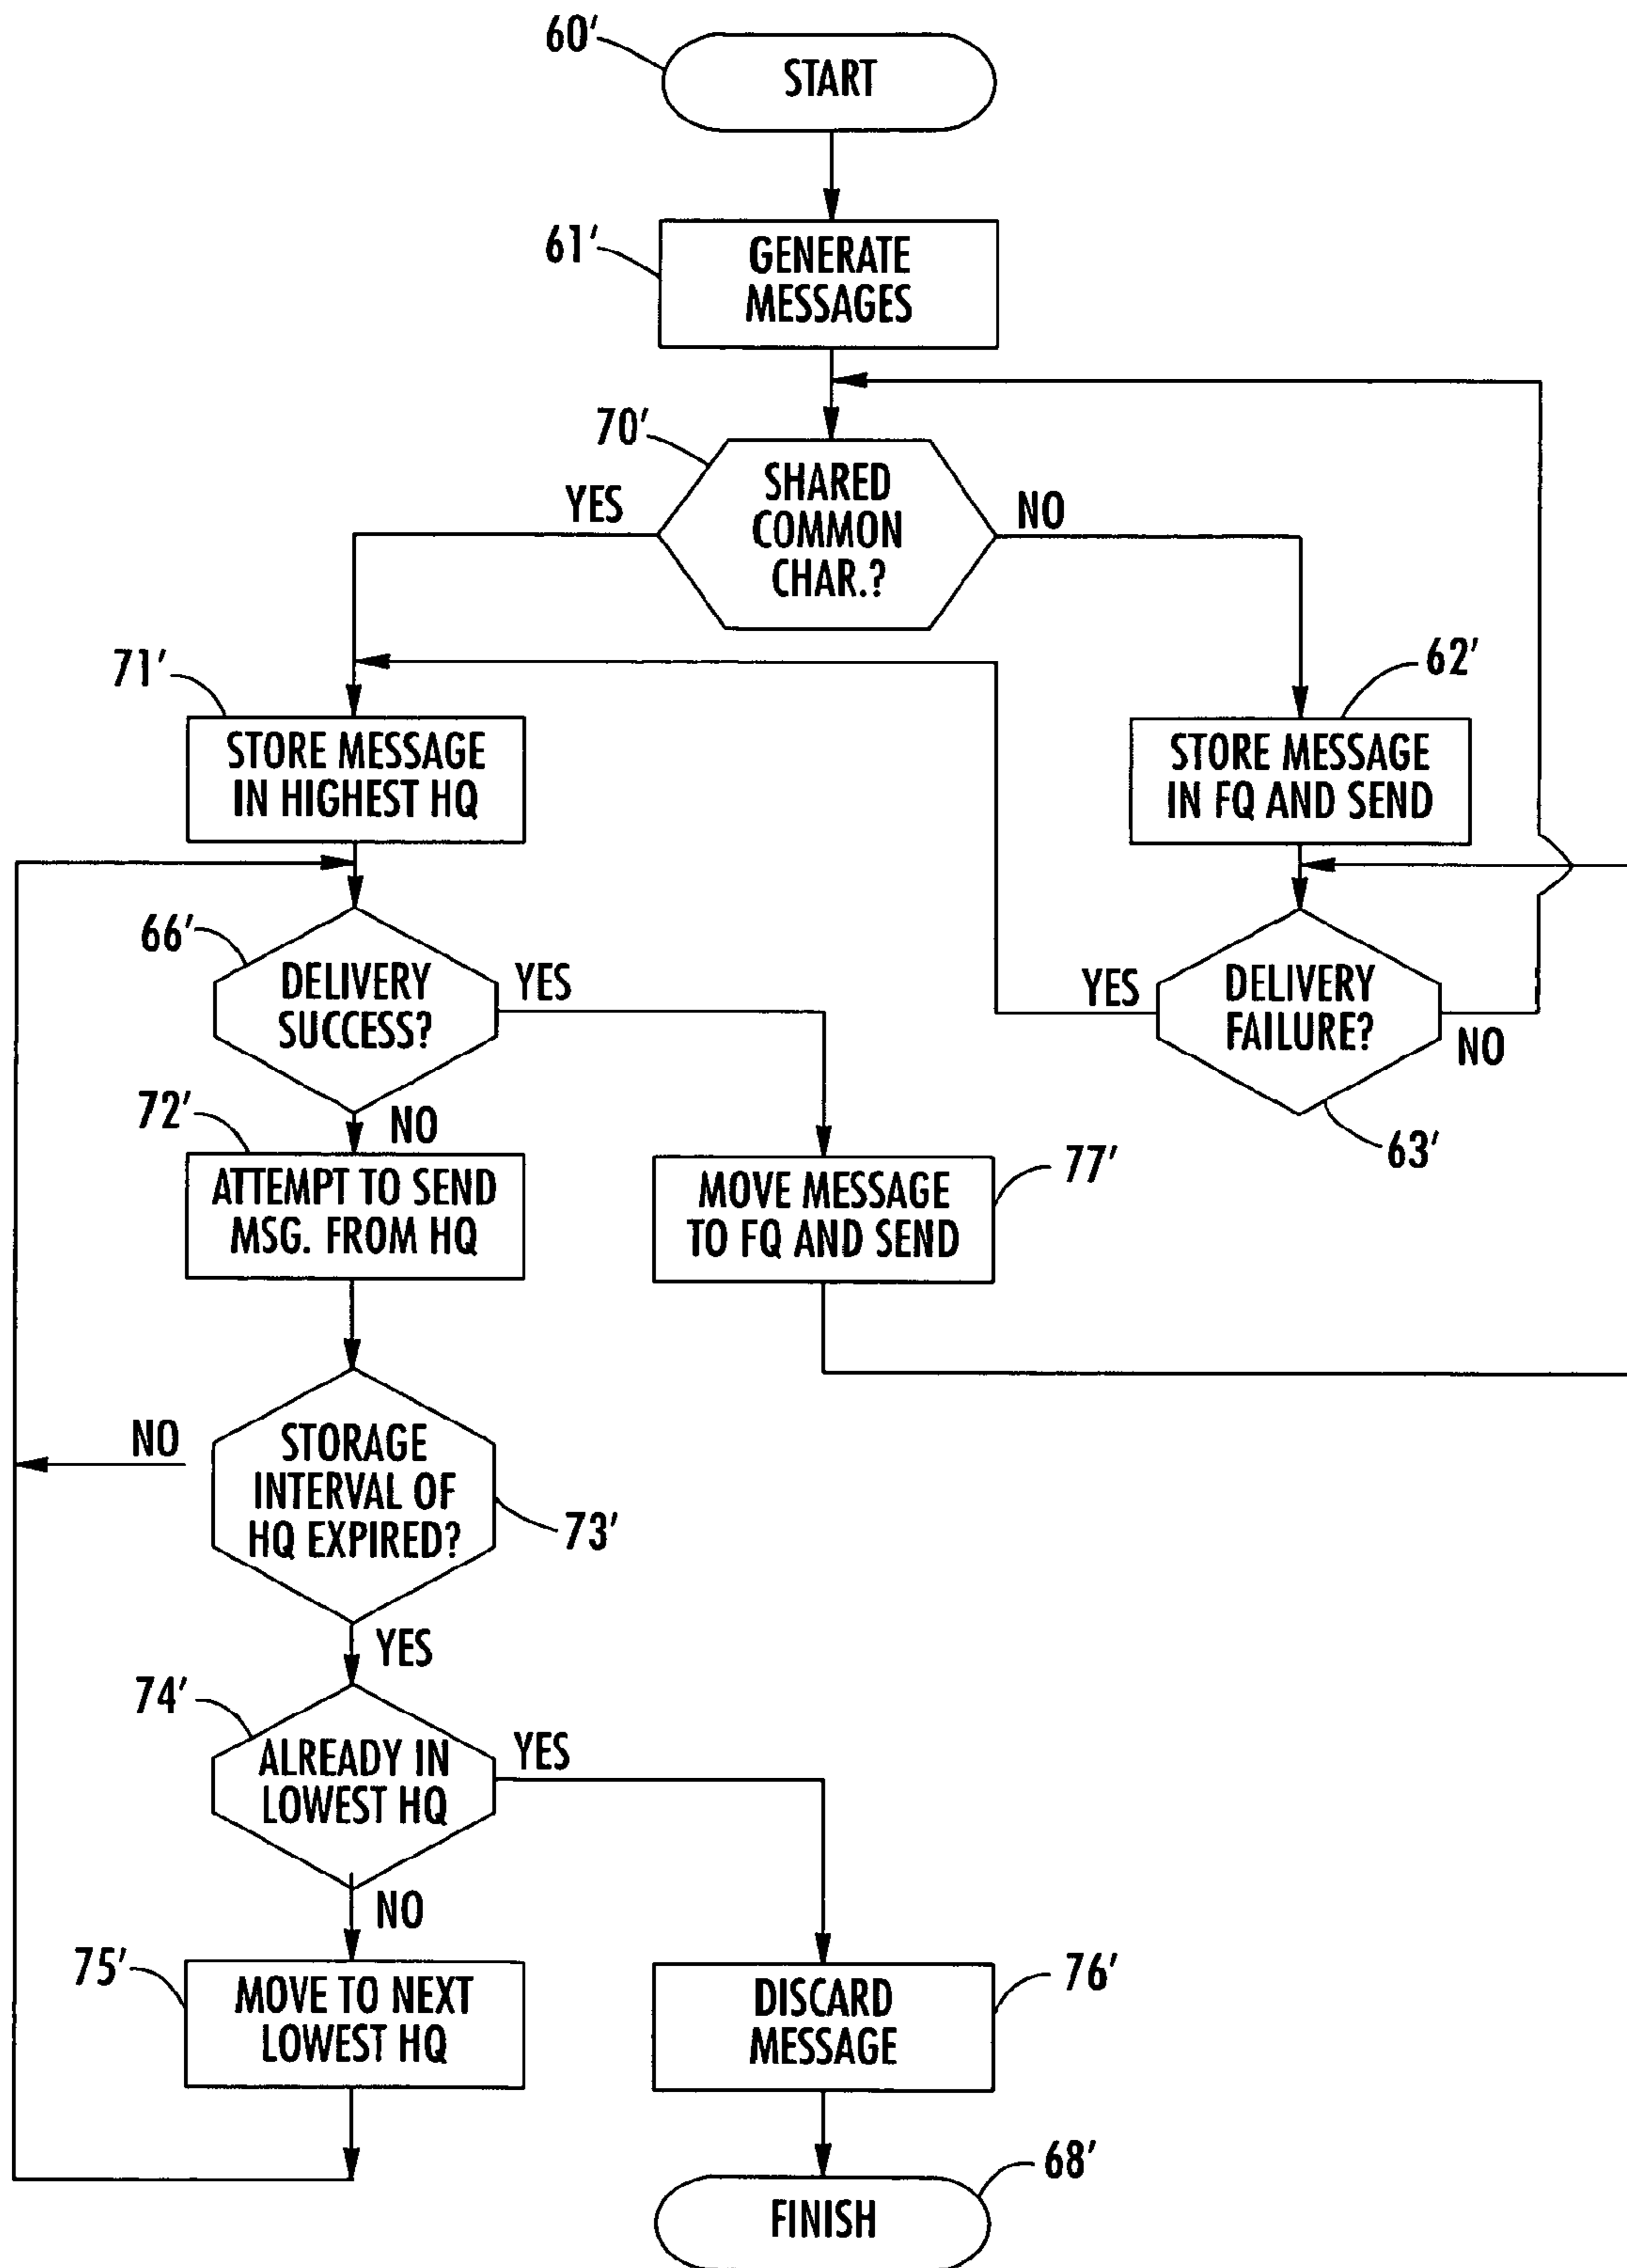 60'
START
61'
GENERATE
MESSAGES
70'
SHARED
COMMON
CHAR.?
YES
NO
71'
STORE MESSAGE
IN HIGHEST HQ
62'
STORE MESSAGE
IN FQ AND SEND
66'
DELIVERY
SUCCESS?
YES
NO
YES
DELIVERY
FAILURE?
NO
63'
72'
ATTEMPT TO SEND
MSG. FROM HQ
MOVE MESSAGE
TO FQ AND SEND
77'
STORAGE
INTERVAL OF
HQ EXPIRED?
NO
73'
YES
74'
ALREADY IN
LOWEST HQ
YES
NO
75'
MOVE TO NEXT
LOWEST HQ
DISCARD
MESSAGE
76'
68'
FINISH